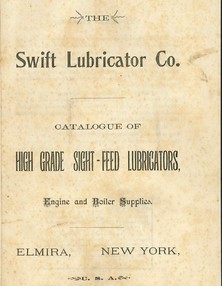 THE
Swift Lubricator Co.
CATALOGUE OF
HIGH GRADE SIGHT-FEED LUBRICATORS,
Engine and Boiler Supplies.
ELMIRA, NEW YORK,
U. S. A.